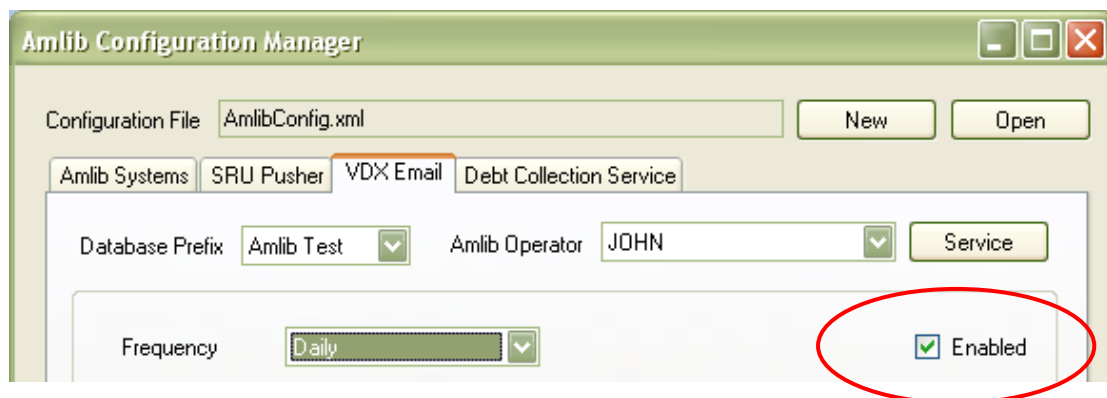 Amlib Configuration Manager
Configuration File AmlibConfig.xml New Open
Amlib Systems SRU Pusher VDX Email Debt Collection Service
Database Prefix Amlib Test Amlib Operator JOHN Service
Frequency Daily Enabled